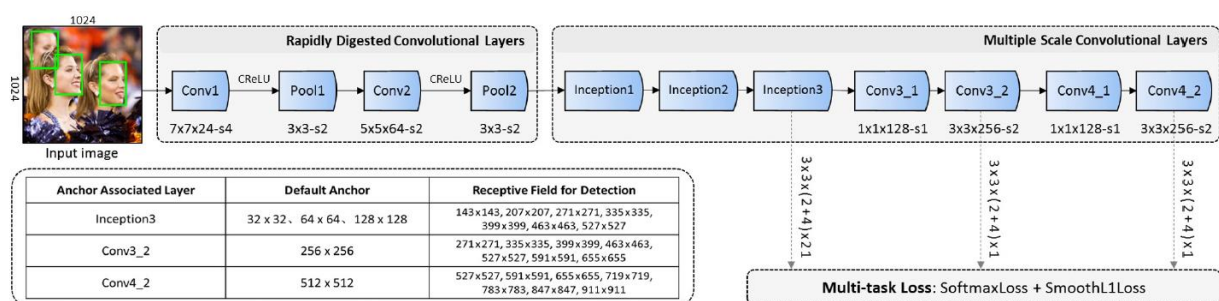 1024
1024
Input image
Rapidly Digested Convolutional Layers
Conv1
CReLU
Pool1
Conv2
CReLU
Pool2
7x7x24-s4
3x3-s2
5x5x64-s2
3x3-s2
Multiple Scale Convolutional Layers
Inception1
Inception2
Inception3
Conv3_1
Conv3_2
Conv4_1
Conv4_2
1x1x128-s1
3x3x256-s2
1x1x128-s1
3x3x256-s2
3x3x(2+4)x21
3x3x(2+4)x1
3x3x(2+4)x1
Anchor Associated Layer
Default Anchor
Receptive Field for Detection
Inception3
32 x 32、64 x 64、128 x 128
143x143, 207x207, 271x271, 335x335,
399x399, 463x463, 527x527
Conv3_2
256 x 256
271x271, 335x335, 399x399, 463x463,
527x527, 591x591, 655x655
Conv4_2
512 x 512
527x527, 591x591, 655x655, 719x719,
783x783, 847x847, 911x911
Multi-task Loss: SoftmaxLoss + SmoothL1Loss